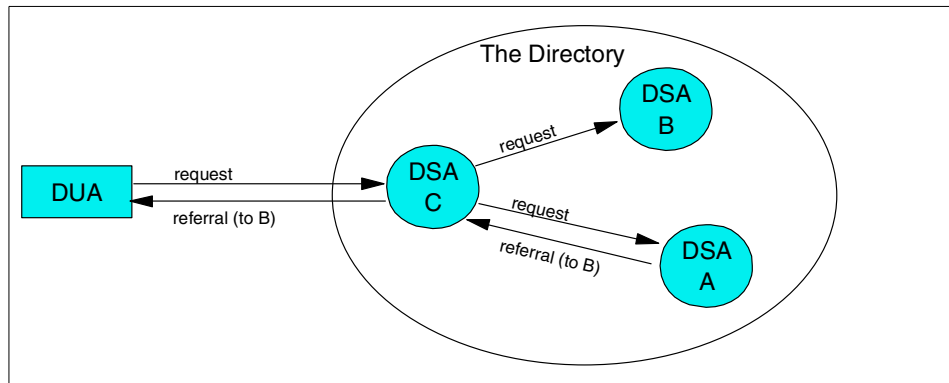 The Directory
DSA
B
request
DUA
request
referral (to B)
DSA
C
request
referral (to B)
DSA
A